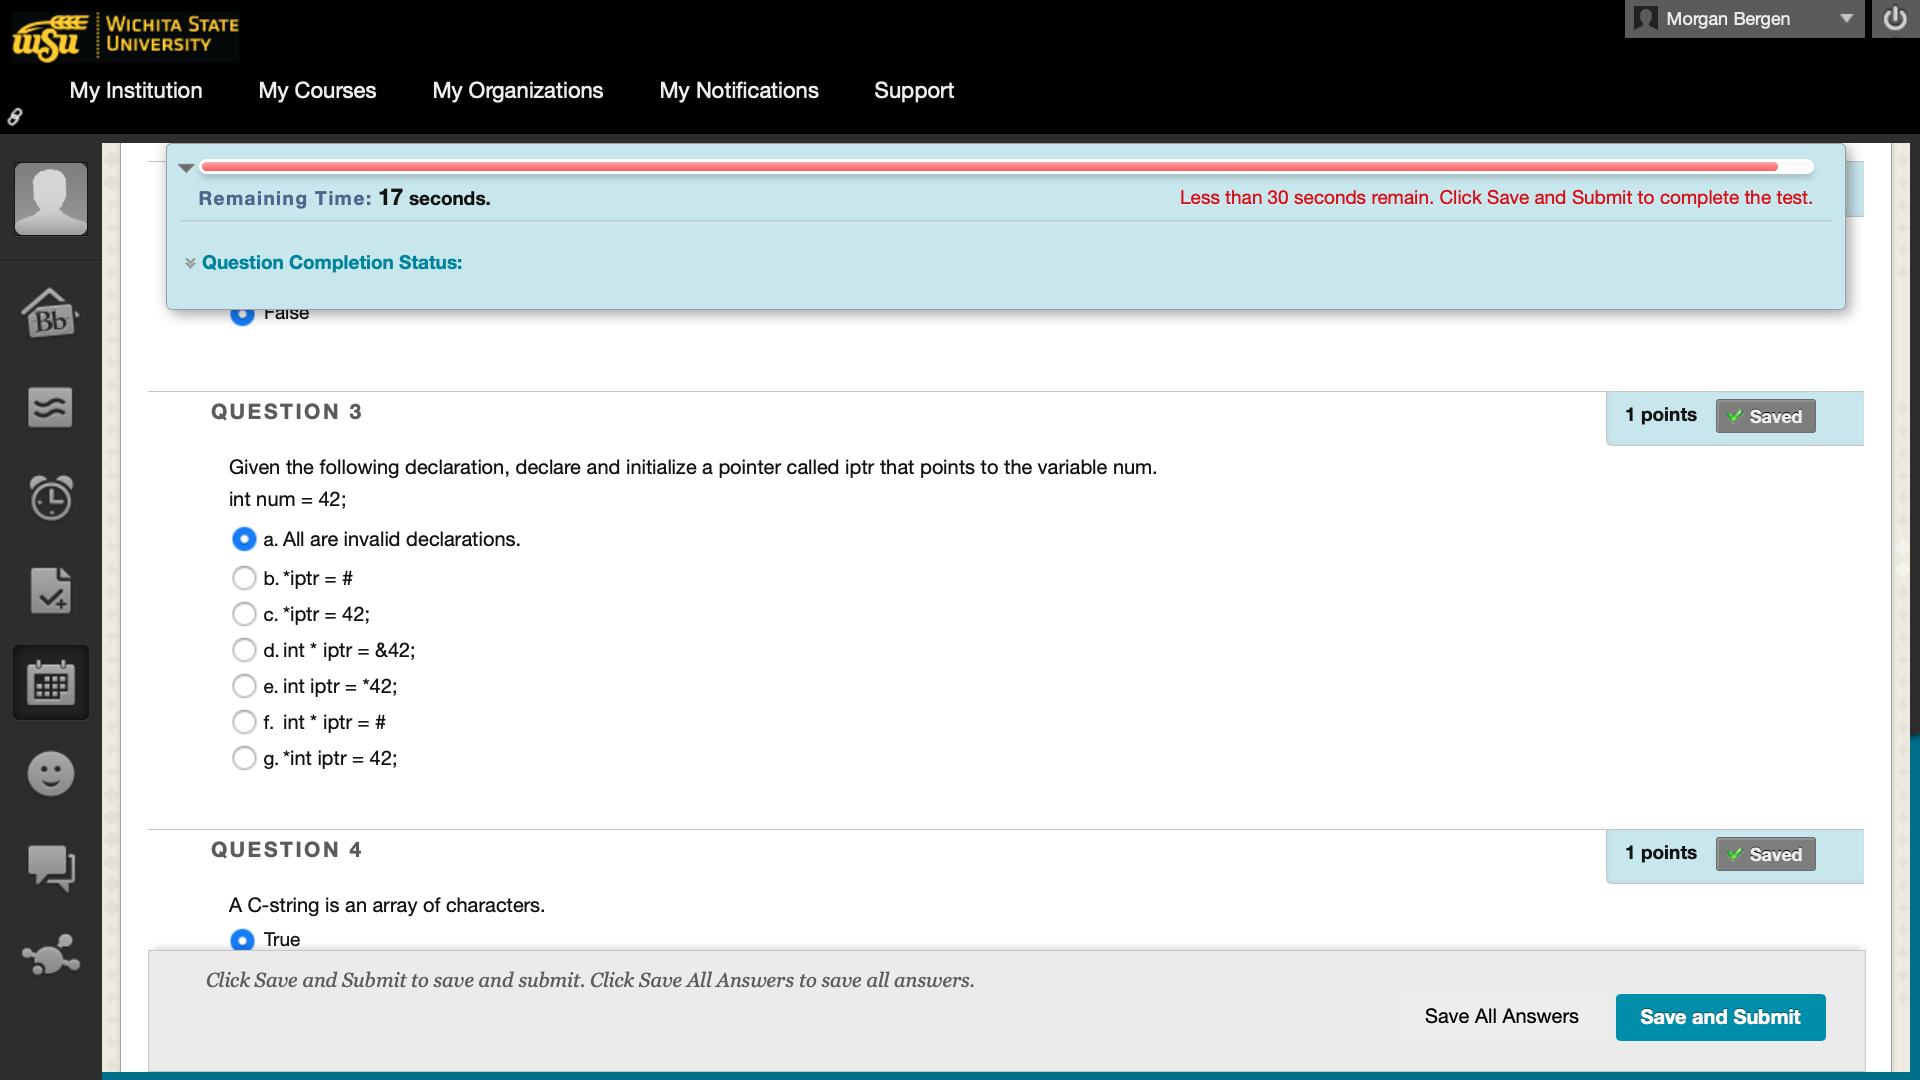 WICHITA STATE
UNIVERSITY
wsu
Morgan Bergen
My Institution
My Courses
My Organizations
My Notifications
Support
Remaining Time: 17 seconds.
Less than 30 seconds remain. Click Save and Submit to complete the test.
Question Completion Status:
False
Bb
QUESTION 3
1 points
Saved
Given the following declaration, declare and initialize a pointer called iptr that points to the variable num.
int num = 42;
a. All are invalid declarations.
b. *iptr = #
c. *iptr = 42;
d. int * iptr = &42;
e. int iptr = *42;
f. int * iptr = #
g. *int iptr = 42;
QUESTION 4
1 points
Saved
A C-string is an array of characters.
True
Click Save and Submit to save and submit. Click Save All Answers to save all answers.
Save All Answers
Save and Submit